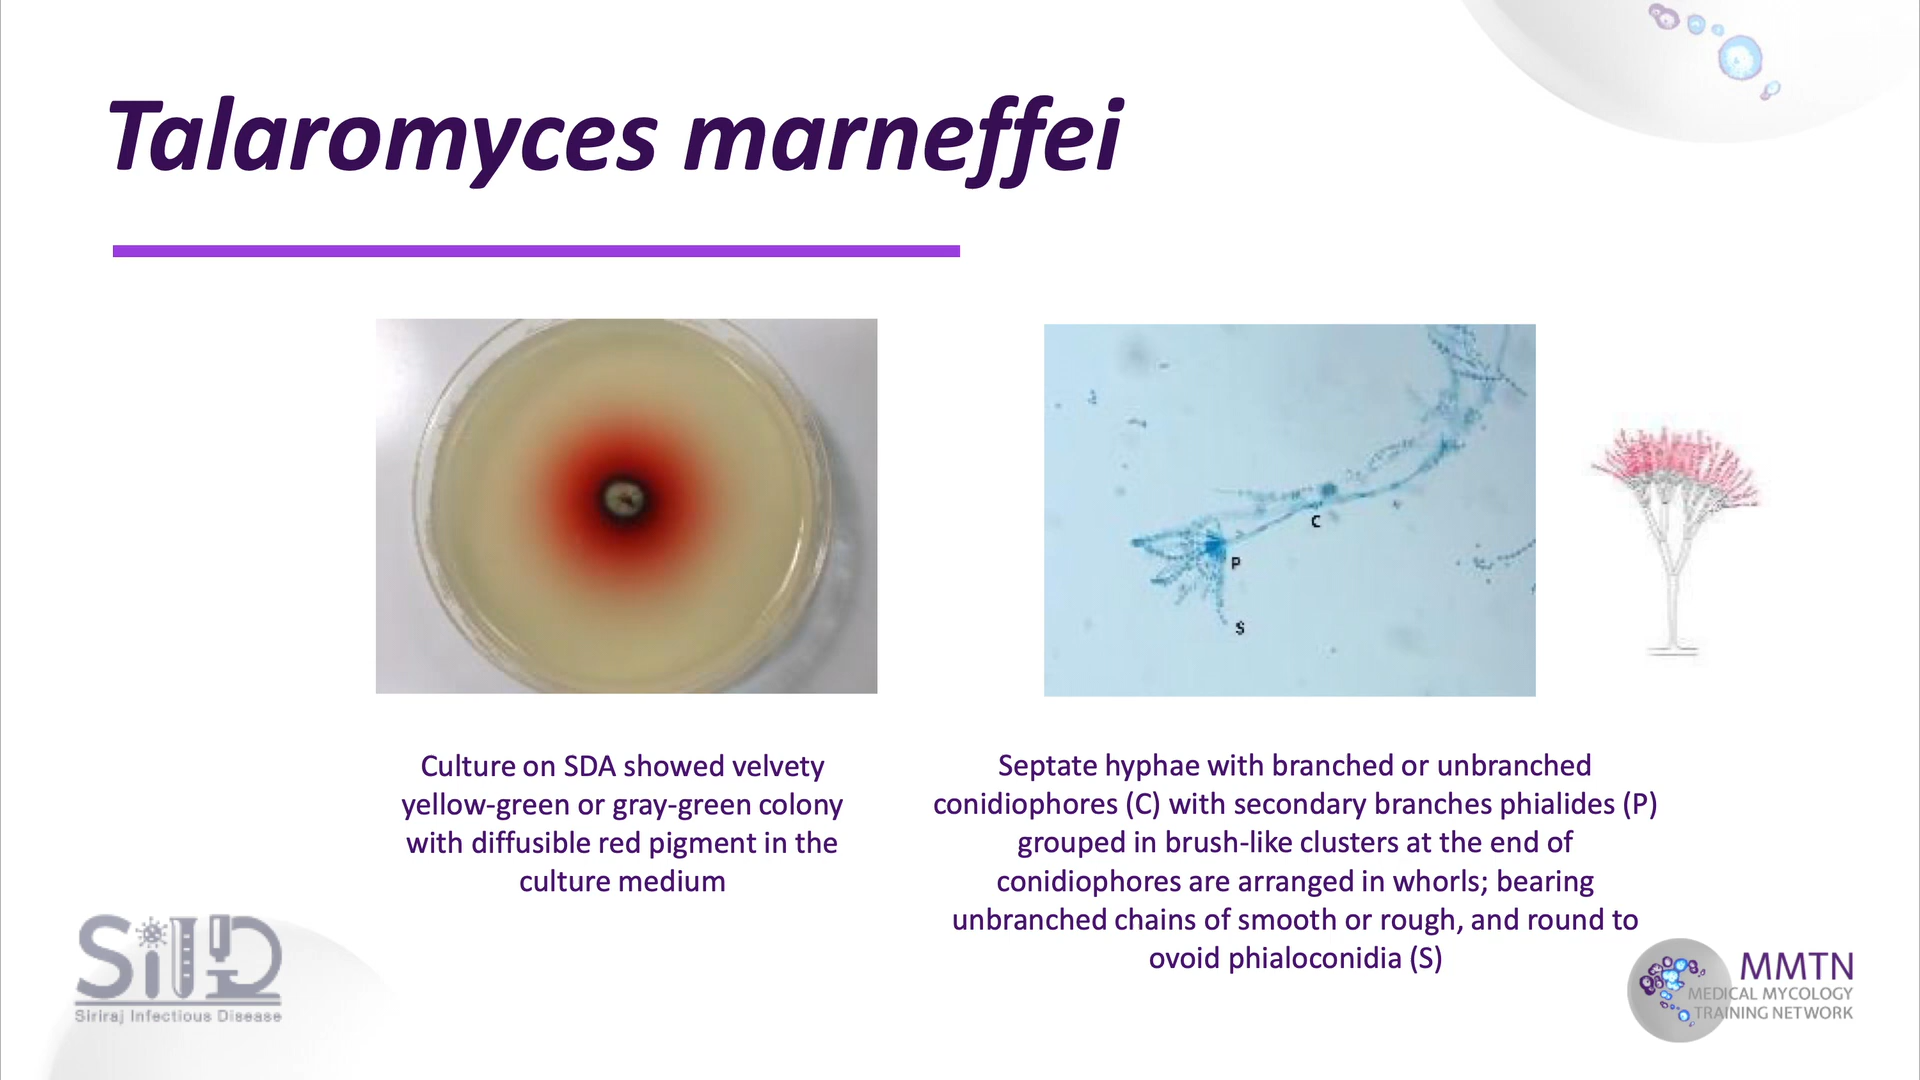 Talaromyces marneffei
C
P
S
Culture on SDA showed velvety
yellow-green or gray-green colony
with diffusible red pigment in the
culture medium
Septate hyphae with branched or unbranched
conidiophores (C) with secondary branches phialides (P)
grouped in brush-like clusters at the end of
conidiophores are arranged in whorls; bearing
unbranched chains of smooth or rough, and round to
ovoid phialoconidia (S)
SiID
Siriraj Infectious Disease
MMTN
MEDICAL MYCOLOGY
TRAINING NETWORK